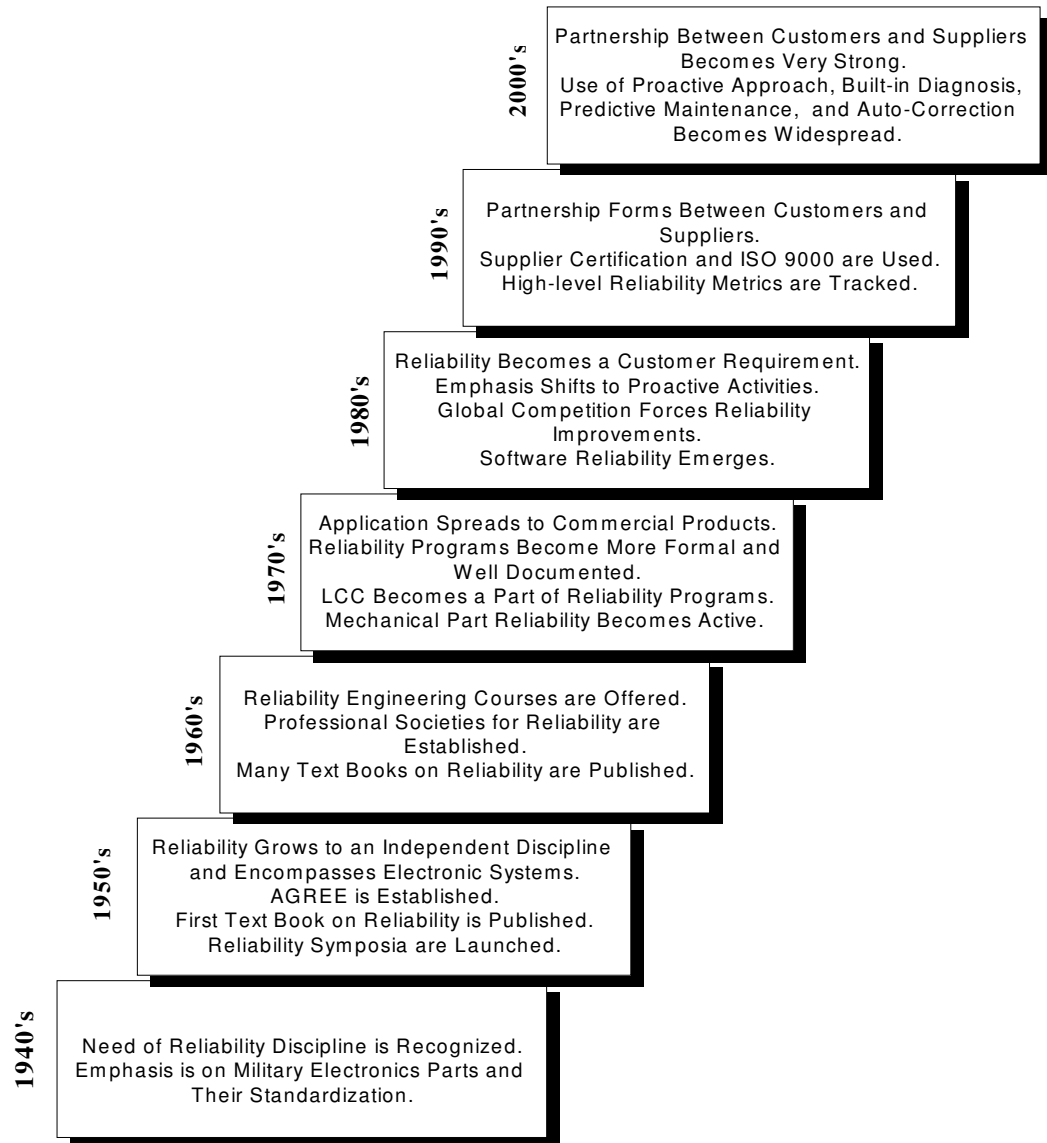 2000's
Partnership Between Customers and Suppliers
Becomes Very Strong.
Use of Proactive Approach, Built-in Diagnosis,
Predictive Maintenance, and Auto-Correction
Becomes Widespread.
1990's
Partnership Forms Between Customers and
Suppliers.
Supplier Certification and ISO 9000 are Used.
High-level Reliability Metrics are Tracked.
1980's
Reliability Becomes a Customer Requirement.
Emphasis Shifts to Proactive Activities.
Global Competition Forces Reliability
Improvements.
Software Reliability Emerges.
1970's
Application Spreads to Commercial Products.
Reliability Programs Become More Formal and
Well Documented.
LCC Becomes a Part of Reliability Programs.
Mechanical Part Reliability Becomes Active.
1960's
Reliability Engineering Courses are Offered.
Professional Societies for Reliability are
Established.
Many Text Books on Reliability are Published.
1950's
Reliability Grows to an Independent Discipline
and Encompasses Electronic Systems.
AGREE is Established.
First Text Book on Reliability is Published.
Reliability Symposia are Launched.
1940's
Need of Reliability Discipline is Recognized.
Emphasis is on Military Electronics Parts and
Their Standardization.